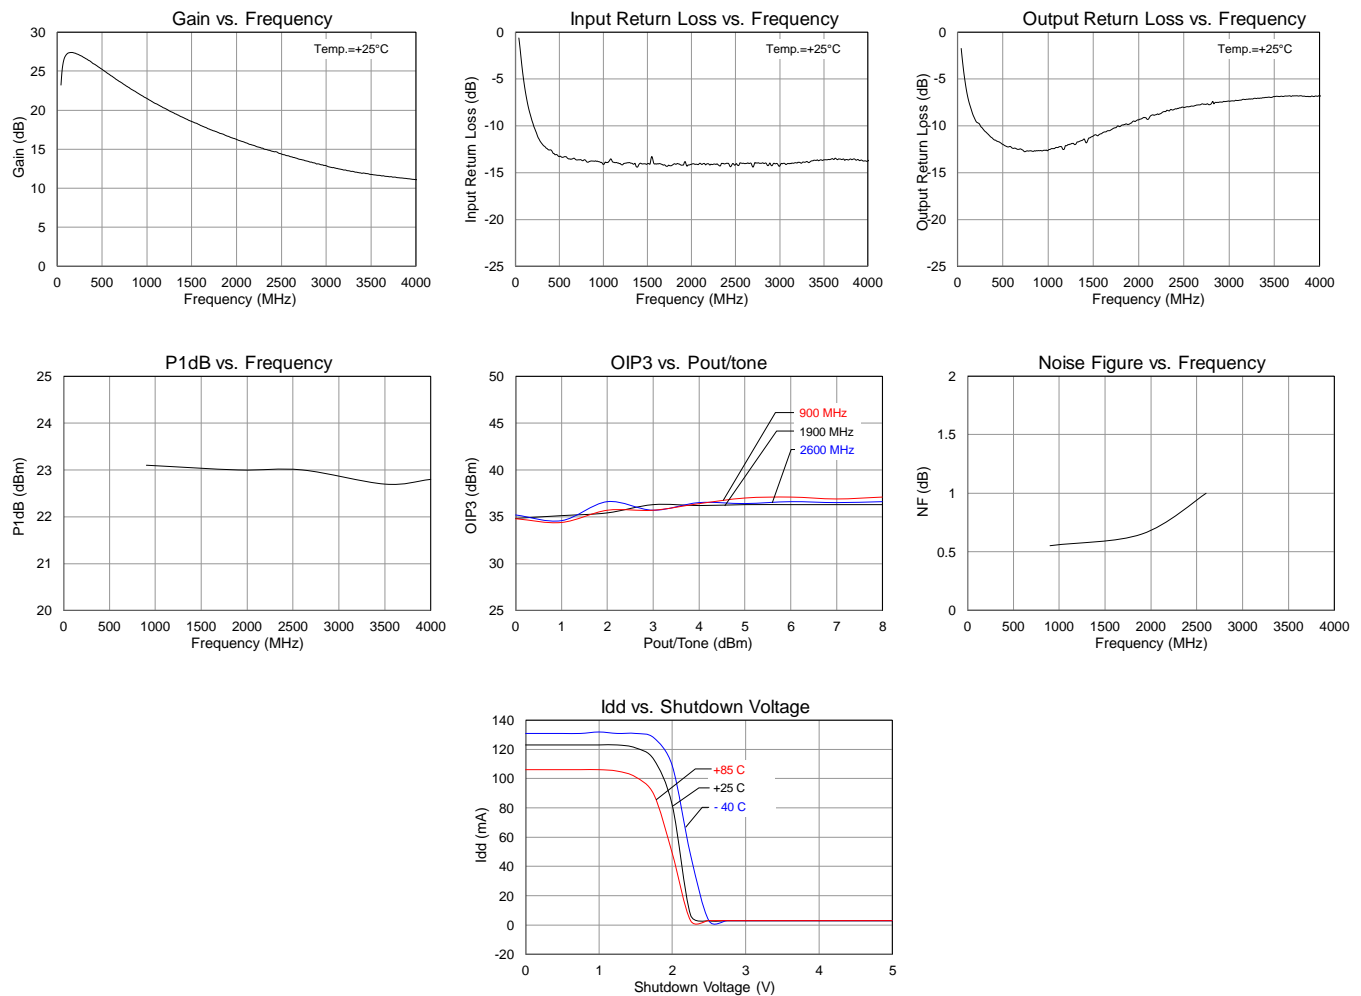 Gain vs. Frequency
Gain (dB)
30
25
20
15
10
5
0
Temp.=+25°C
0 500 1000 1500 2000 2500 3000 3500 4000
Frequency (MHz)
Input Return Loss vs. Frequency
Input Return Loss (dB)
0
-5
-10
-15
-20
-25
Temp.=+25°C
0 500 1000 1500 2000 2500 3000 3500 4000
Frequency (MHz)
Output Return Loss vs. Frequency
Output Return Loss (dB)
0
-5
-10
-15
-20
-25
Temp.=+25°C
0 500 1000 1500 2000 2500 3000 3500 4000
Frequency (MHz)
P1dB vs. Frequency
P1dB (dBm)
25
24
23
22
21
20
0 500 1000 1500 2000 2500 3000 3500 4000
Frequency (MHz)
OIP3 vs. Pout/tone
OIP3 (dBm)
50
45
40
35
30
25
900 MHz
1900 MHz
2600 MHz
0 1 2 3 4 5 6 7 8
Pout/Tone (dBm)
Noise Figure vs. Frequency
NF (dB)
2
1.5
1
0.5
0
0 500 1000 1500 2000 2500 3000 3500 4000
Frequency (MHz)
Idd vs. Shutdown Voltage
Idd (mA)
140
120
100
80
60
40
20
0
-20
+85 C
+25 C
- 40 C
0 1 2 3 4 5
Shutdown Voltage (V)